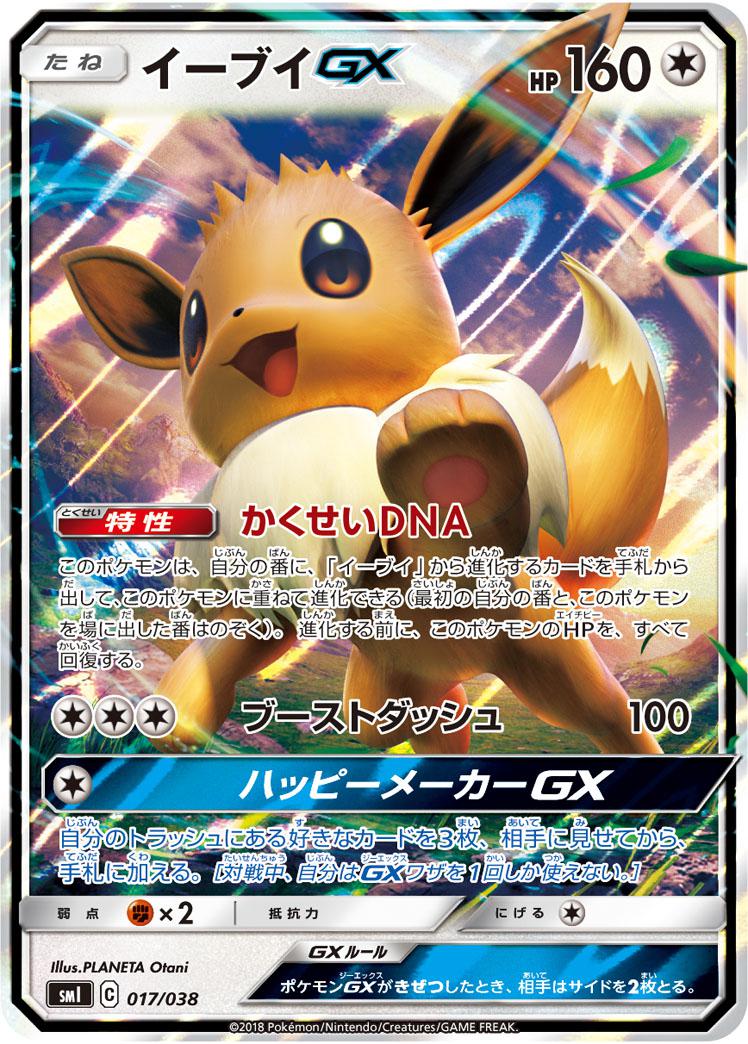 たね
イーブイGX
HP 160
とくせい
特性
かくせいDNA
このポケモンは、自分の番に、「イーブイ」から進化するカードを手札から
出して、このポケモンに重ねて進化できる(最初の自分の番と、このポケモン
を場に出した番はのぞく)。進化する前に、このポケモンのHPを、すべて
回復する。
ブーストダッシュ 100
ハッピーメーカーGX
自分のトラッシュにある好きなカードを3枚、相手に見せてから、
手札に加える。[対戦中、自分はGXワザを1回しか使えない。]
弱点 ×2 抵抗力 にげる
Illus.PLANETA Otani
GXルール
ポケモンGXがきぜつしたとき、相手はサイドを2枚とる。
SMI C 017/038
©2018 Pokémon/Nintendo/Creatures/GAME FREAK.